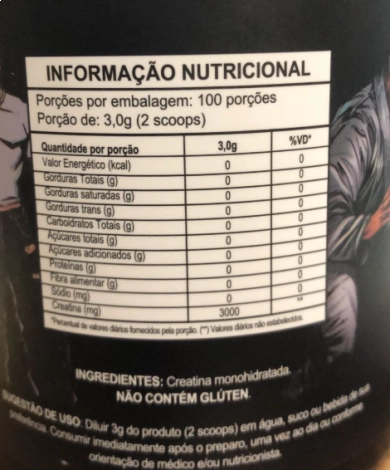 INFORMAÇÃO NUTRICIONAL
Porções por embalagem: 100 porções
Porção de: 3,0g (2 scoops)
Quantidade por porção 3,0g %VD*
Valor Energético (kcal) 0 0
Gorduras Totais (g) 0 0
Gorduras saturadas (g) 0 0
Gorduras trans (g) 0 0
Carboidratos Totais (g) 0 0
Açúcares totais (g) 0 0
Açúcares adicionados (g) 0 0
Proteínas (g) 0 0
Fibra alimentar (g) 0 0
Sódio (mg) 0 0
Creatina (mg) 3000 **
*Percentual de valores diários fornecidos pela porção. (**) Valores diários não estabelecidos.
INGREDIENTES: Creatina monohidratada.
NÃO CONTÉM GLÚTEN.
SUGESTÃO DE USO: Diluir 3g do produto (2 scoops) em água, suco ou bebida de sua
preferência. Consumir imediatamente após o preparo, uma vez ao dia ou conforme
orientação de médico e/ou nutricionista.